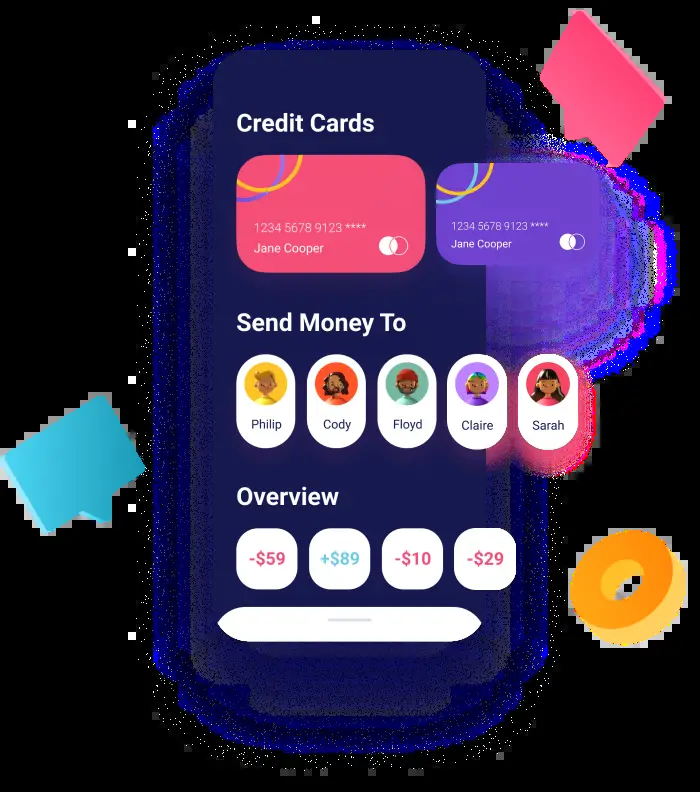 Credit Cards
1234 5678 9123 ****
Jane Cooper
1234 5678 9123 ****
Jane Cooper
Send Money To
Philip
Cody
Floyd
Claire
Sarah
Overview
-$59
+$89
-$10
-$29